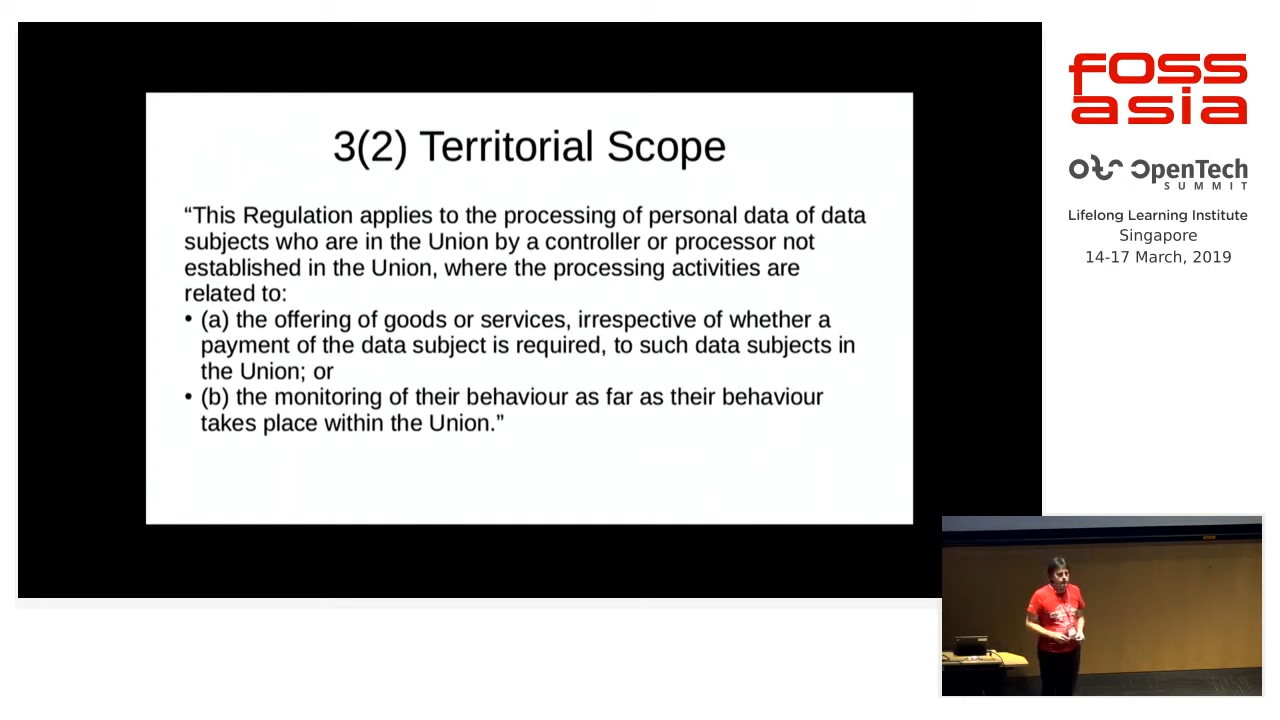 3(2) Territorial Scope
“This Regulation applies to the processing of personal data of data
subjects who are in the Union by a controller or processor not
established in the Union, where the processing activities are
related to:
• (a) the offering of goods or services, irrespective of whether a
payment of the data subject is required, to such data subjects in
the Union; or
• (b) the monitoring of their behaviour as far as their behaviour
takes place within the Union.”
foss
asia
OpenTech
SUMMIT
Lifelong Learning Institute
Singapore
14-17 March, 2019